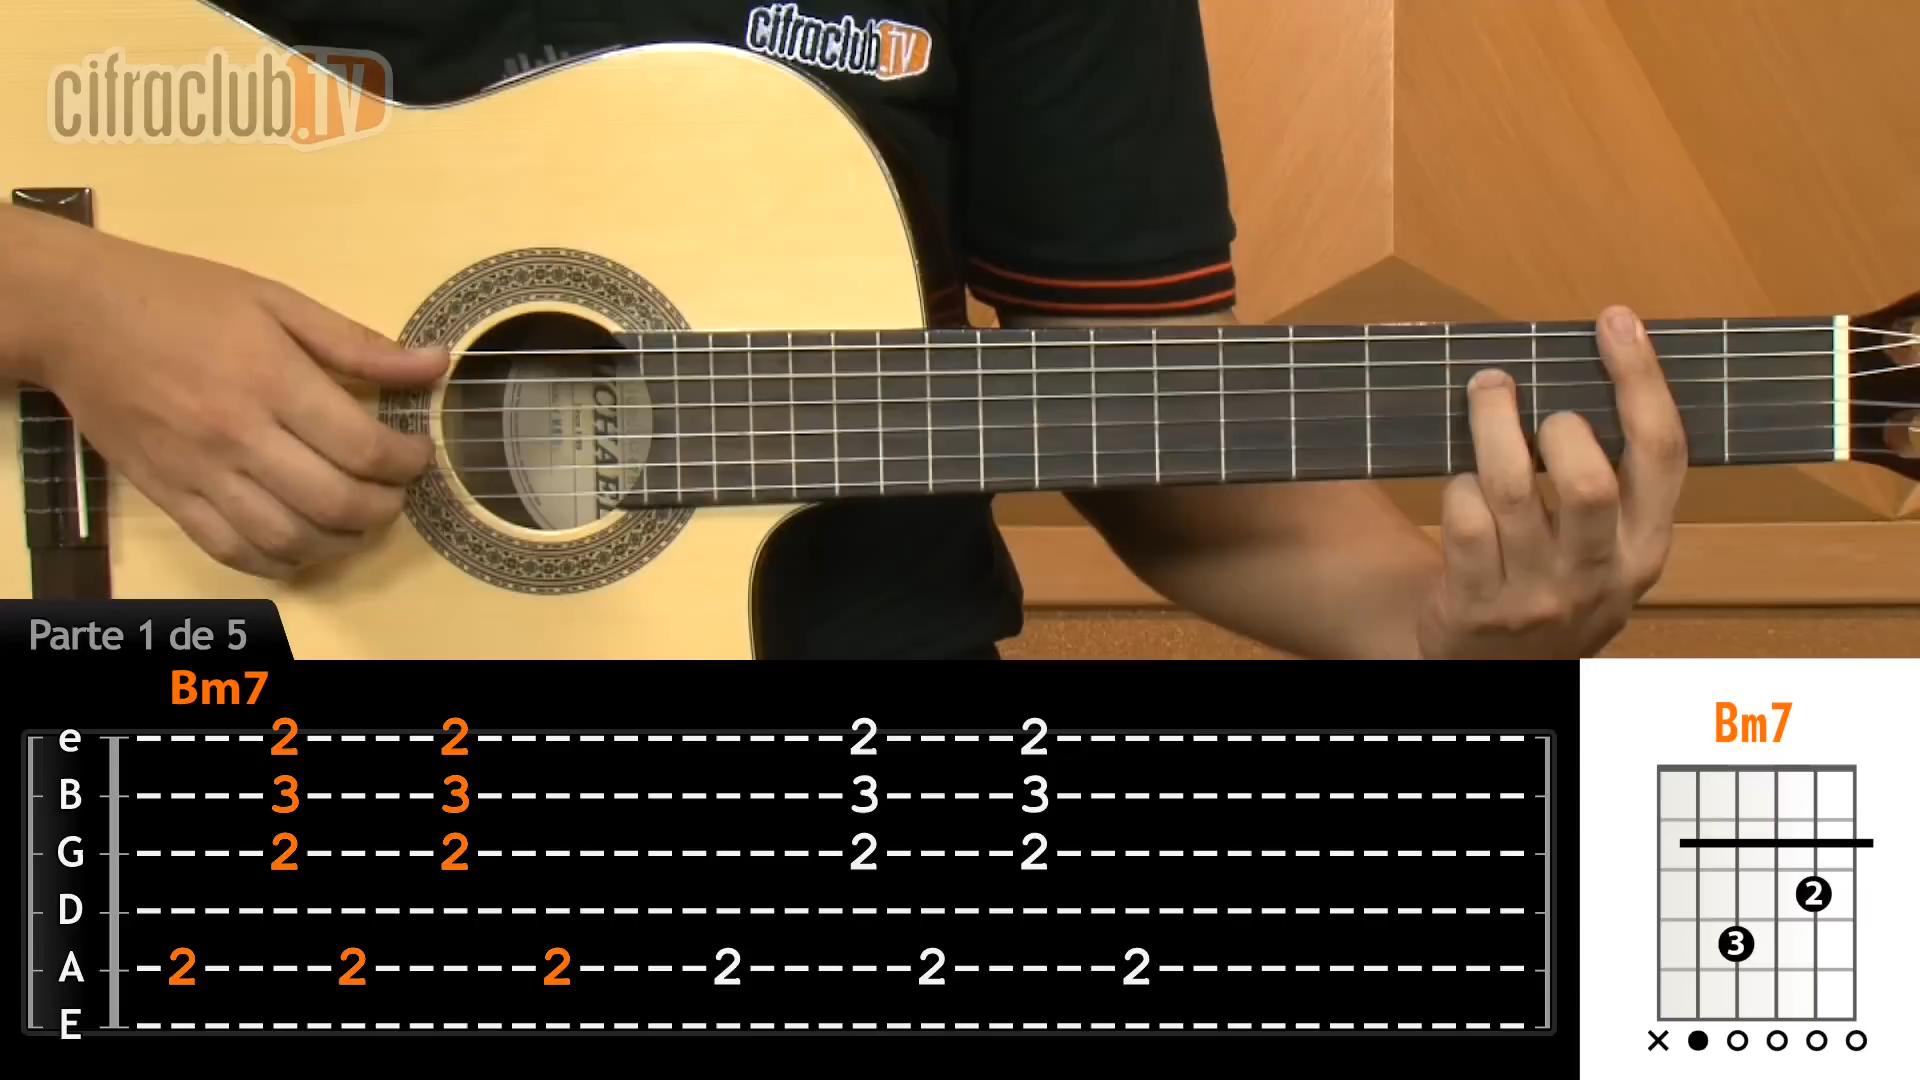 cifraclub.TV
cifraclub.TV
MICHAEL
Parte 1 de 5
Bm7
Bm7
e 2 2 2 2
B 3 3 3 3
G 2 2 2 2
D
A 2 2 2 2 2 2
E
2
3